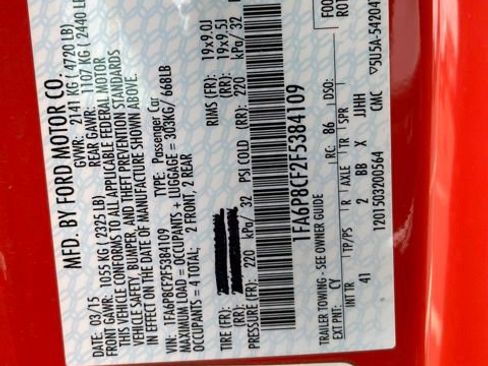 MFD. BY FORD MOTOR CO.
DATE: 03/15 GVWR: 2141 KG (4720 LB)
FRONT GAWR: 1055 KG (2325 LB) REAR GAWR: 1107 KG (2440 LB)
THIS VEHICLE CONFORMS TO ALL APPLICABLE FEDERAL MOTOR
VEHICLE SAFETY, BUMPER, AND THEFT PREVENTION STANDARDS
IN EFFECT ON THE DATE OF MANUFACTURE SHOWN ABOVE.
VIN: 1FA6P8CF2F5384109 TYPE: Passenger Car
MAXIMUM LOAD = OCCUPANTS + LUGGAGE = 303KG/ 668LB
OCCUPANTS = 4 TOTAL: 2 FRONT, 2 REAR
TIRE (FR): RIMS (FR): 19x9.0J
TIRE (RR): (RR): 19x9.5J
PRESSURE (FR): 220 kPa/ 32 PSI COLD (RR): 220 kPa/ 32
1FA6P8CF2F5384109
TRAILER TOWING - SEE OWNER GUIDE
EXT PNT: CY RC: 86 DSO:
INT TR TP/PS R AXLE TR SPR
41 2 BB X JJHH
1201503200564 CMC
5U5A-54204
F00
R01